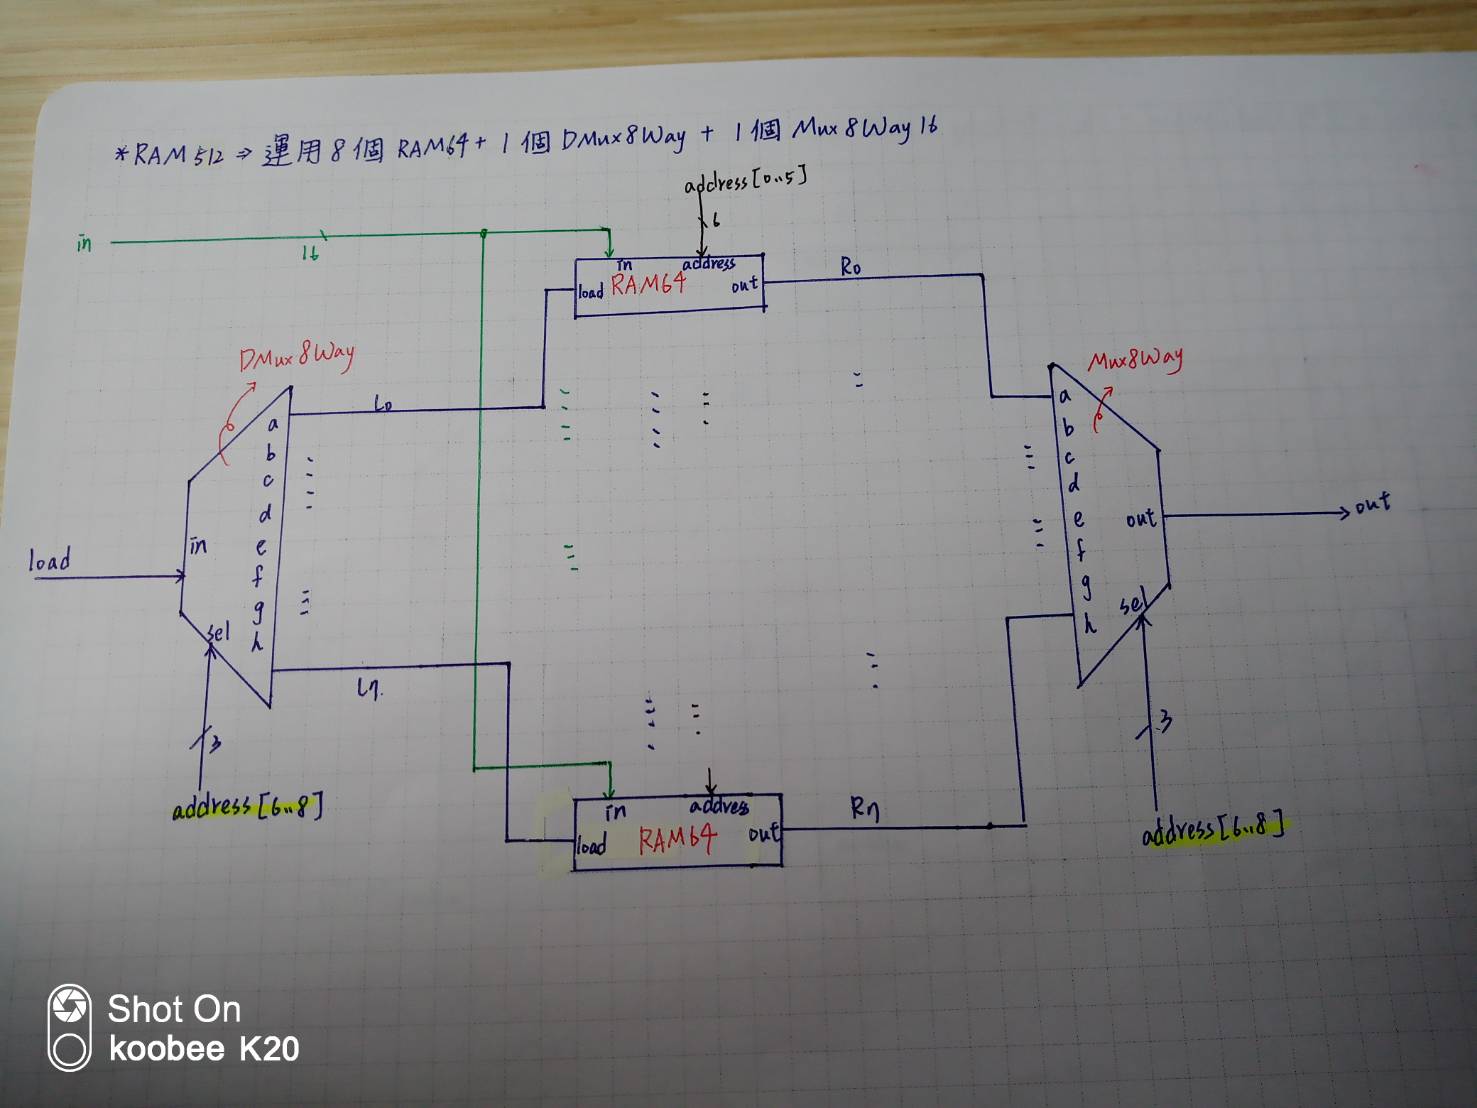 *RAM512 ⇒ 運用8個 RAM64 + 1個 DMux8Way + 1個 Mux8Way16
address[0..5]
6
in
16
in
address
load
RAM64
out
R0
DMux8Way
Mux8Way
L0
a
b
c
d
e
f
g
h
in
sel
load
a
b
c
d
e
f
g
h
out
sel
out
L7
3
3
address[6..8]
in
addres
load
RAM64
out
R7
address[6..8]
Shot On
koobee K20